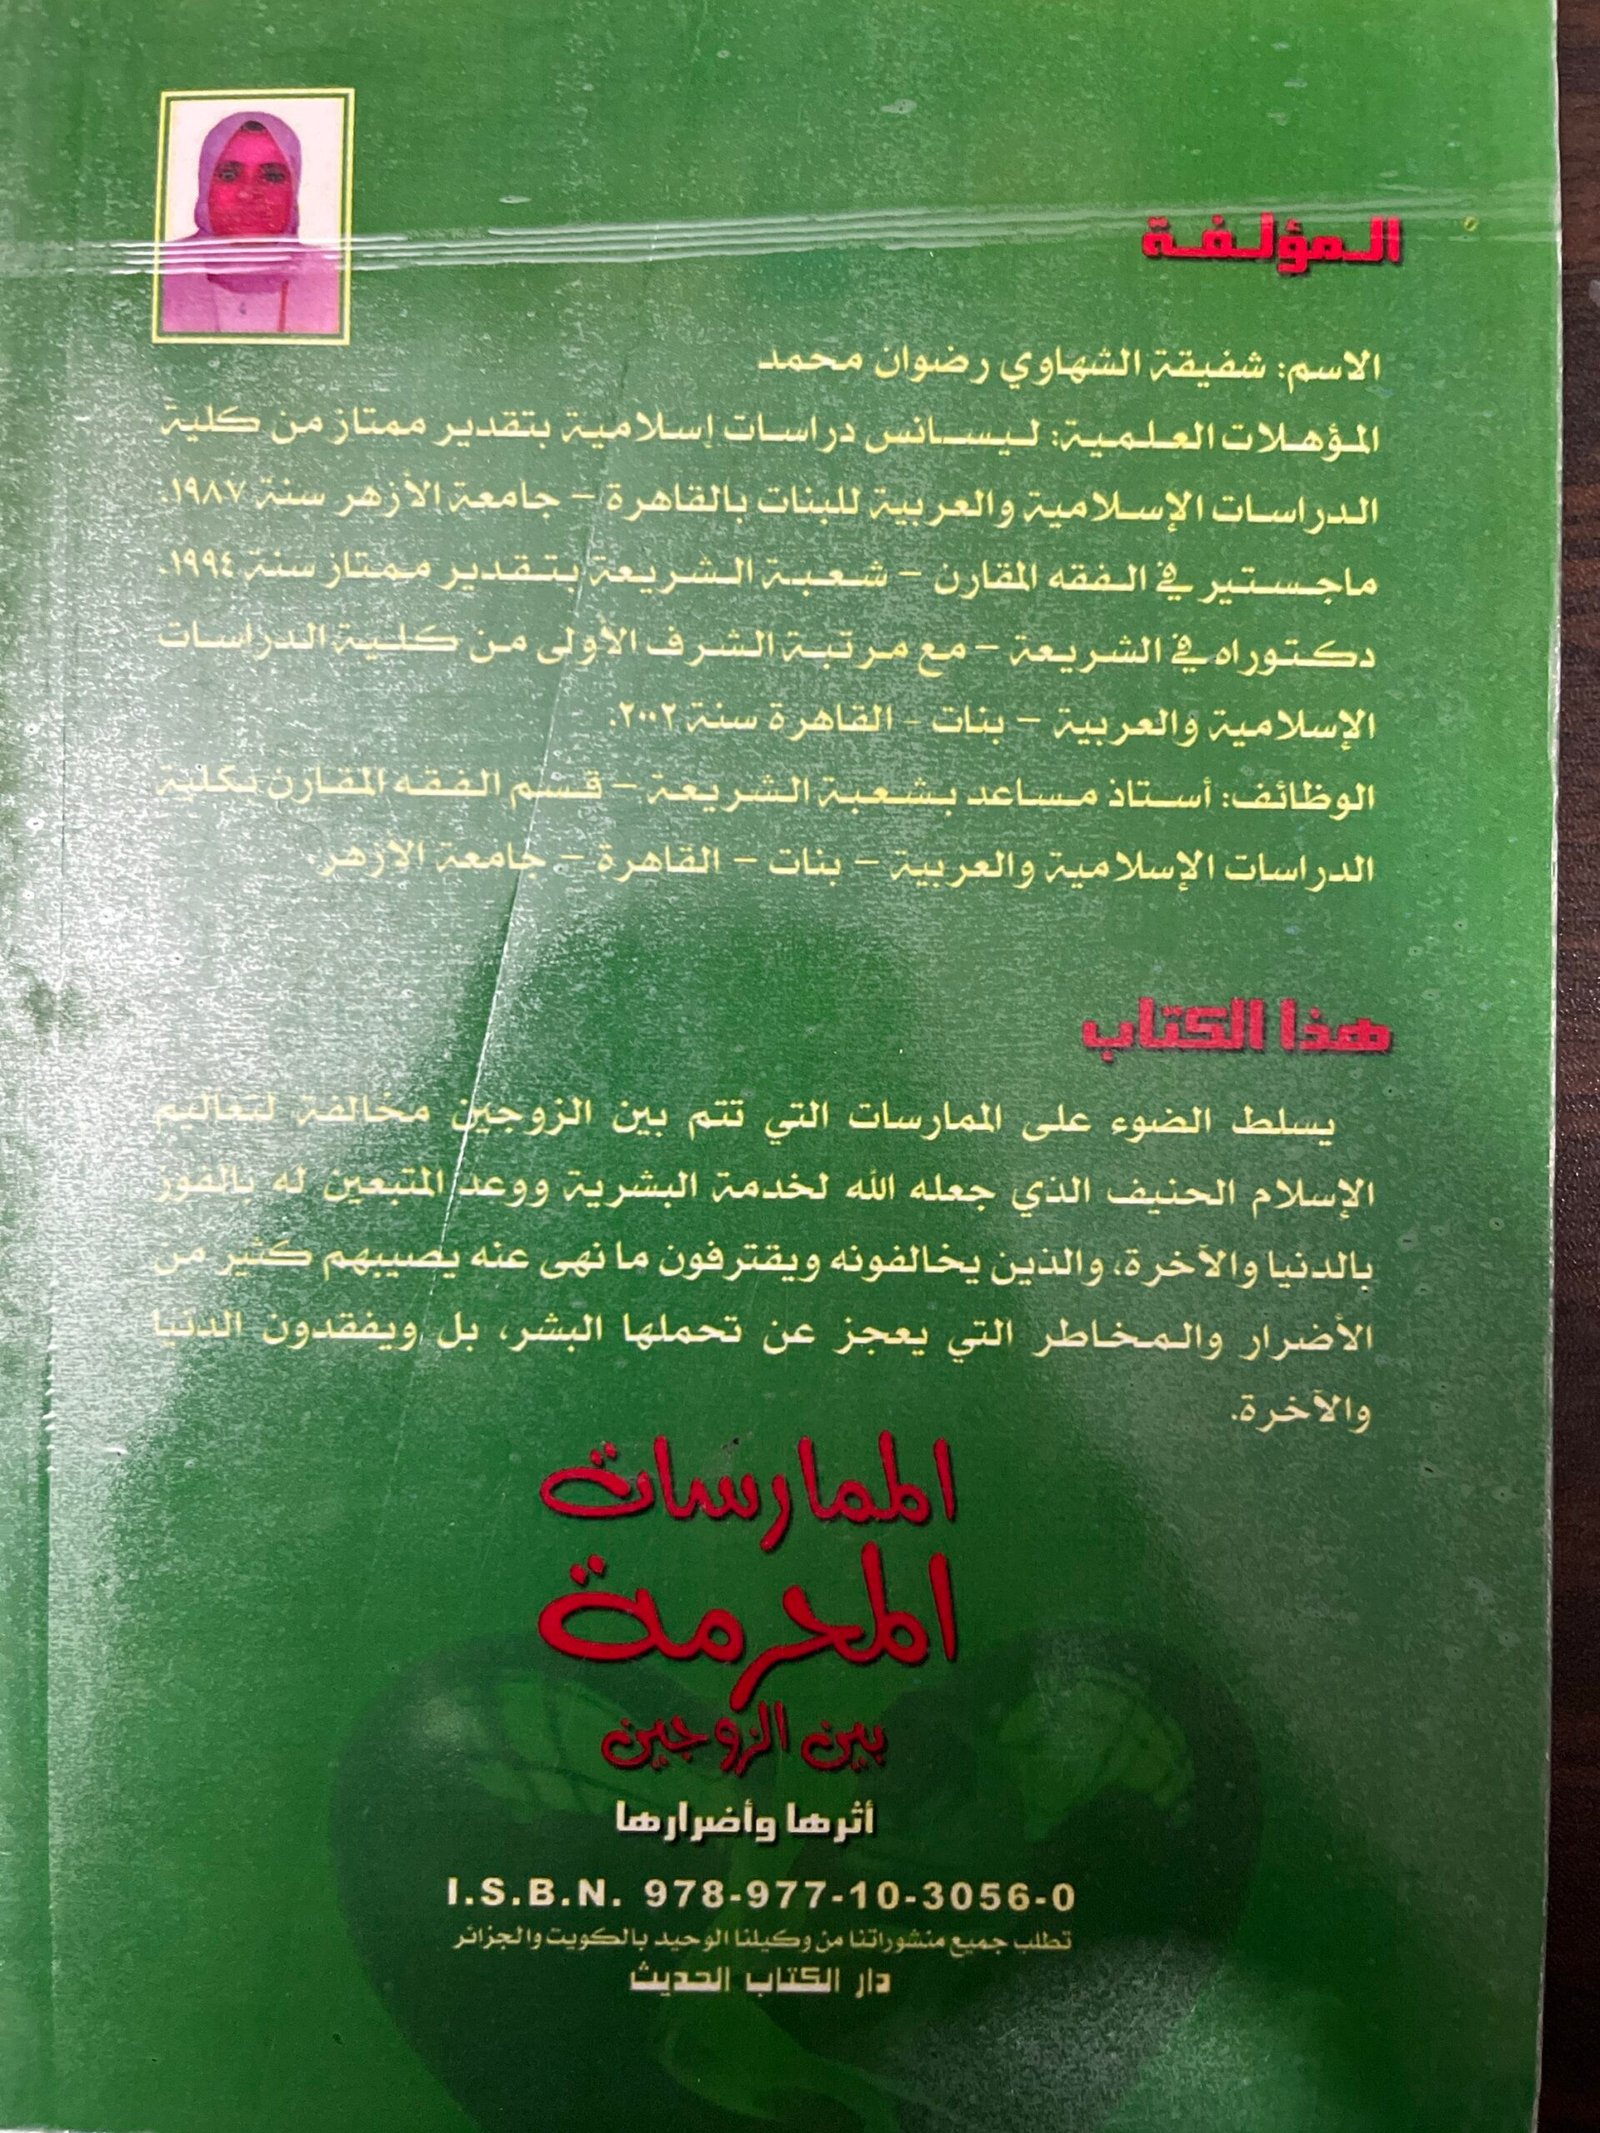 المؤلفة
الاسم: شفيقة الشهاوي رضوان محمد
المؤهلات العلمية: ليسانس دراسات إسلامية بتقدير ممتاز من كلية
الدراسات الإسلامية والعربية للبنات بالقاهرة - جامعة الأزهر سنة ١٩٨٧.
ماجستير في الفقه المقارن - شعبة الشريعة بتقدير ممتاز سنة ١٩٩٤.
دكتوراه في الشريعة - مع مرتبة الشرف الأولى من كلية الدراسات
الإسلامية والعربية - بنات - القاهرة سنة ٢٠٠٢.
الوظائف: أستاذ مساعد بشعبة الشريعة - قسم الفقه المقارن بكلية
الدراسات الإسلامية والعربية - بنات - القاهرة - جامعة الأزهر.
هذا الكتاب
يسلط الضوء على الممارسات التي تتم بين الزوجين مخالفة لتعاليم
الإسلام الحنيف الذي جعله الله لخدمة البشرية ووعد المتبعين له بالفوز
بالدنيا والآخرة، والذين يخالفونه ويقترفون ما نهى عنه يصيبهم كثير من
الأضرار والمخاطر التي يعجز عن تحملها البشر، بل ويفقدون الدنيا
والآخرة.
الممارسات
المحرمة
بين الزوجين
أثرها وأضرارها
I.S.B.N. 978-977-10-3056-0
تطلب جميع منشوراتنا من وكيلنا الوحيد بالكويت والجزائر
دار الكتاب الحديث